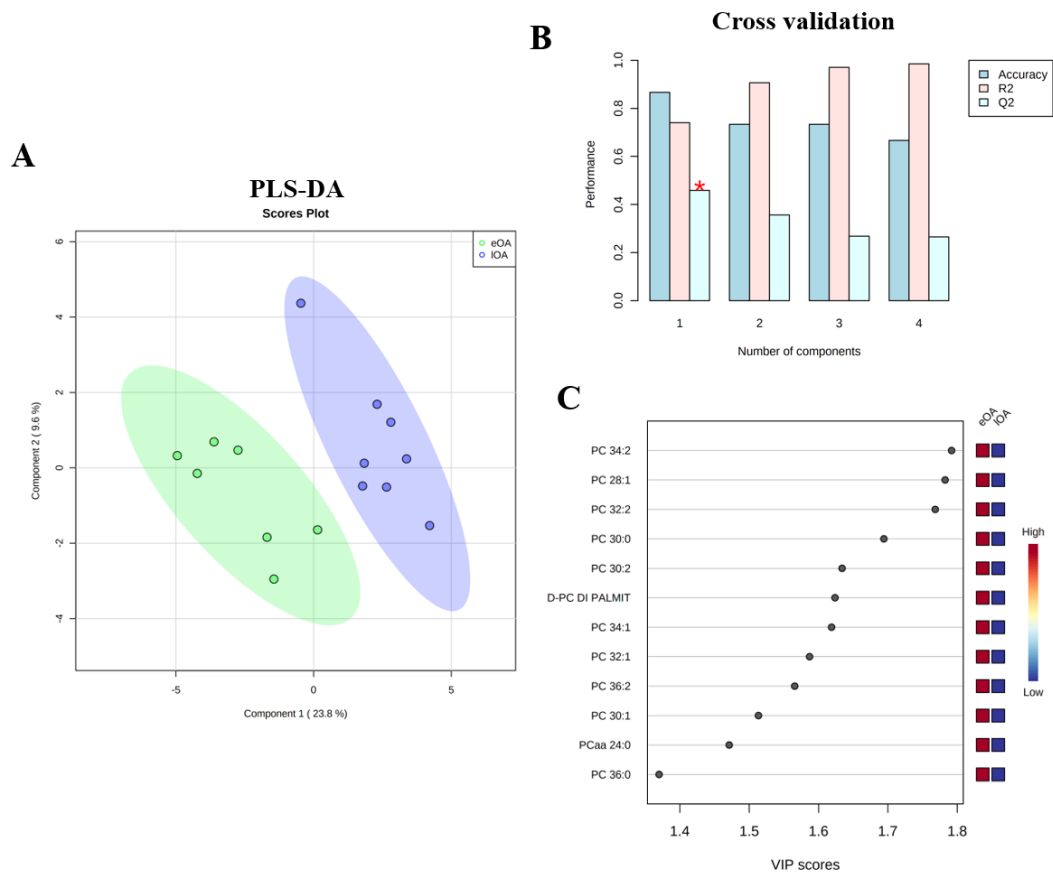 A
PLS-DA
Scores Plot
eOA
lOA
6
4
2
0
-2
-4
Component 2 ( 9.6 %)
-5
0
5
Component 1 ( 23.8 %)
B
Cross validation
Accuracy
R2
Q2
1.0
0.8
0.6
0.4
0.2
0.0
Performance
*
1
2
3
4
Number of components
C
eOA
lOA
PC 34:2
PC 28:1
PC 32:2
PC 30:0
PC 30:2
D-PC DI PALMIT
PC 34:1
PC 32:1
PC 36:2
PC 30:1
PCaa 24:0
PC 36:0
High
Low
1.4
1.5
1.6
1.7
1.8
VIP scores